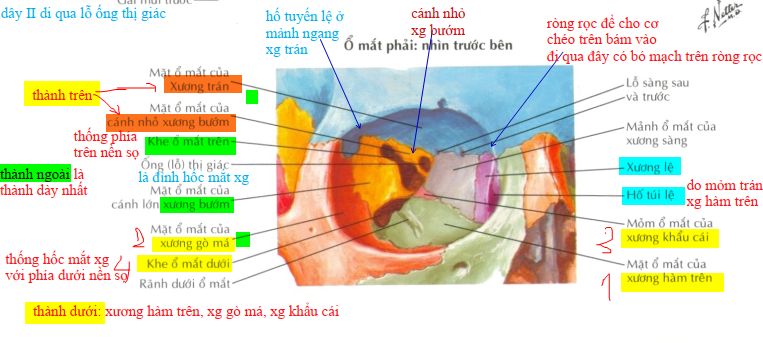 dây II di qua lỗ ống thị giác
hố tuyến lệ ở
mảnh ngang
xg trán
cánh nhỏ
xg bướm
ròng rọc để cho cơ
chéo trên bám vào
đi qua đây có bó mạch trên ròng rọc
Ổ mắt phải: nhìn trước bên
thành trên
Mặt ổ mắt của
Xương trán
Mặt ổ mắt của
cánh nhỏ xương bướm
thống phía
trên nền sọ
Khe ổ mắt trên
Ống (lỗ) thị giác
là đỉnh hốc mắt xg
thành ngoài là
thành dày nhất
Mặt ổ mắt của
cánh lớn xương bướm
2
Mặt ổ mắt của
xương gò má
thống hốc mắt xg
với phía dưới nền sọ
4
Khe ổ mắt dưới
Rãnh dưới ổ mắt
Lỗ sàng sau
và trước
Mảnh ổ mắt của
xương sàng
Xương lệ
Hố túi lệ
do mỏm trán
xg hàm trên
Mỏm ổ mắt của
xương khẩu cái
3
Mặt ổ mắt của
xương hàm trên
1
thành dưới: xương hàm trên, xg gò má, xg khẩu cái